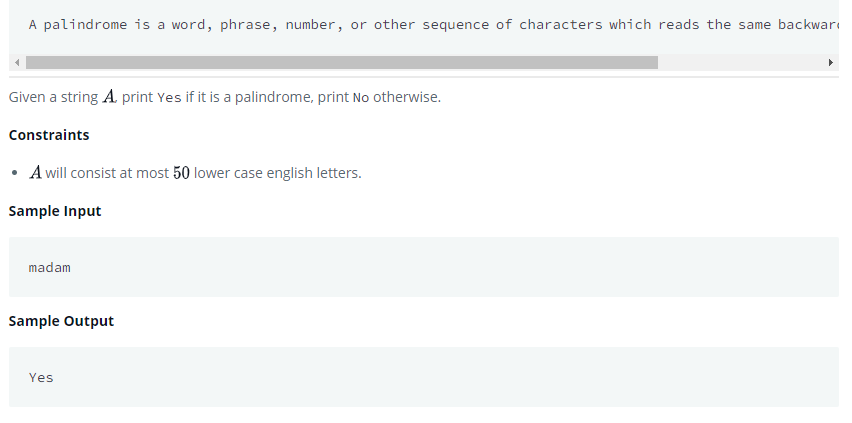 A palindrome is a word, phrase, number, or other sequence of characters which reads the same
Given a string A, print Yes if it is a palindrome, print No otherwise.
Constraints
• A will consist at most 50 lower case english letters.
Sample Input
madam
Sample Output
Yes